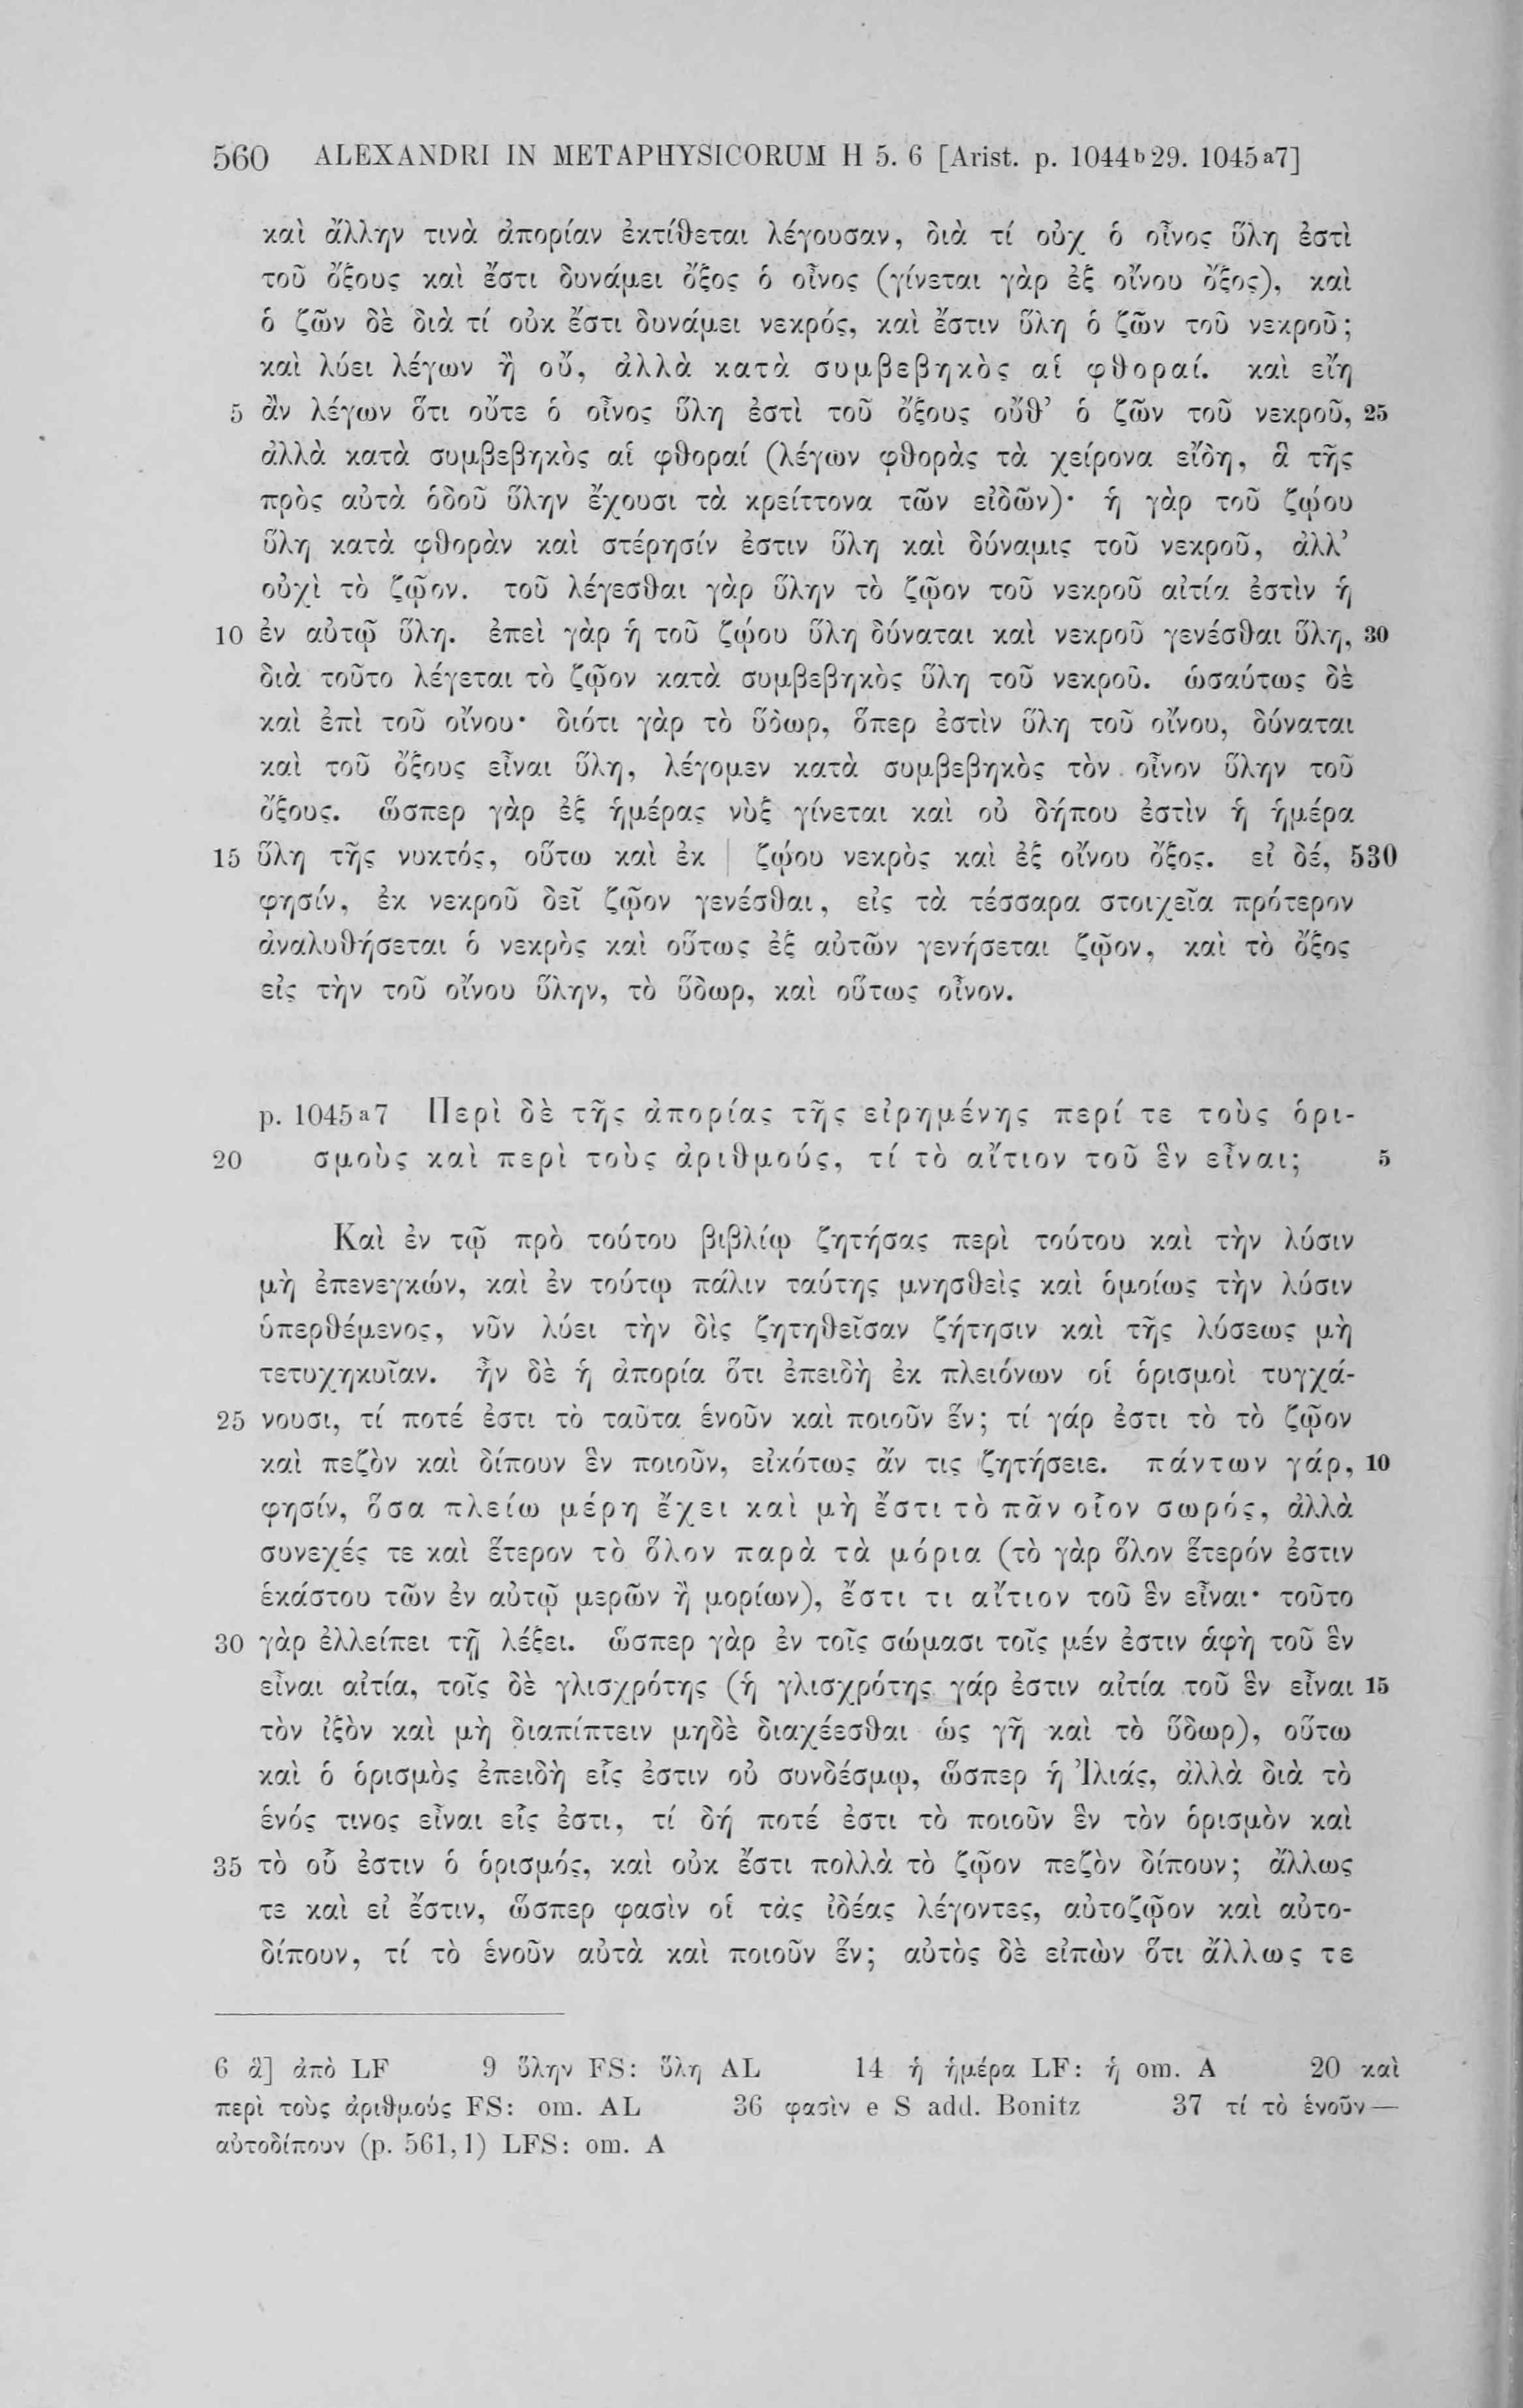 560 ALEXANDRI IN METAPHYSICORUM H 5. 6 [Arist. p. 1044b29. 1045a7]
καὶ ἄλλην τινὰ ἀπορίαν ἐκτίθεται λέγουσαν, διὰ τί οὐχ ὁ οἶνος ὕλη ἐστὶ
τοῦ ὄξους καὶ ἔστι δυνάμει ὄξος ὁ οἶνος (γίνεται γὰρ ἐξ οἴνου ὄξος), καὶ
ὁ ζῶν δὲ διὰ τί οὐκ ἔστι δυνάμει νεκρός, καὶ ἔστιν ὕλη ὁ ζῶν τοῦ νεκροῦ;
καὶ λύει λέγων ἢ οὔ, ἀλλὰ κατὰ συμβεβηκὸς αἱ φθοραί. καὶ εἴη
5 ἂν λέγων ὅτι οὔτε ὁ οἶνος ὕλη ἐστὶ τοῦ ὄξους οὔθ’ ὁ ζῶν τοῦ νεκροῦ, 25
ἀλλὰ κατὰ συμβεβηκὸς αἱ φθοραί (λέγων φθορὰς τὰ χείρονα εἴδη, ἃ τῆς
πρὸς αὐτὰ ὁδοῦ ὕλην ἔχουσι τὰ κρείττονα τῶν εἰδῶν)· ἡ γὰρ τοῦ ζῴου
ὕλη κατὰ φθορὰν καὶ στέρησίν ἐστιν ὕλη καὶ δύναμις τοῦ νεκροῦ, ἀλλ’
οὐχὶ τὸ ζῷον. τοῦ λέγεσθαι γὰρ ὕλην τὸ ζῷον τοῦ νεκροῦ αἰτία ἐστὶν ἡ
10 ἐν αὐτῷ ὕλη. ἐπεὶ γὰρ ἡ τοῦ ζῴου ὕλη δύναται καὶ νεκροῦ γενέσθαι ὕλη, 30
διὰ τοῦτο λέγεται τὸ ζῷον κατὰ συμβεβηκὸς ὕλη τοῦ νεκροῦ. ὡσαύτως δὲ
καὶ ἐπὶ τοῦ οἴνου· διότι γὰρ τὸ ὕδωρ, ὅπερ ἐστὶν ὕλη τοῦ οἴνου, δύναται
καὶ τοῦ ὄξους εἶναι ὕλη, λέγομεν κατὰ συμβεβηκὸς τὸν οἶνον ὕλην τοῦ
ὄξους. ὥσπερ γὰρ ἐξ ἡμέρας νὺξ γίνεται καὶ οὐ δήπου ἐστὶν ἡ ἡμέρα
15 ὕλη τῆς νυκτός, οὕτω καὶ ἐκ | ζῴου νεκρὸς καὶ ἐξ οἴνου ὄξος. εἰ δέ, 530
φησίν, ἐκ νεκροῦ δεῖ ζῷον γενέσθαι, εἰς τὰ τέσσαρα στοιχεῖα πρότερον
ἀναλυθήσεται ὁ νεκρὸς καὶ οὕτως ἐξ αὐτῶν γενήσεται ζῷον, καὶ τὸ ὄξος
εἰς τὴν τοῦ οἴνου ὕλην, τὸ ὕδωρ, καὶ οὕτως οἶνον.
p. 1045a7 Περὶ δὲ τῆς ἀπορίας τῆς εἰρημένης περί τε τοὺς ὁρι-
20 σμοὺς καὶ περὶ τοὺς ἀριθμούς, τί τὸ αἴτιον τοῦ ἓν εἶναι; 5
Καὶ ἐν τῷ πρὸ τούτου βιβλίῳ ζητήσας περὶ τούτου καὶ τὴν λύσιν
μὴ ἐπενεγκών, καὶ ἐν τούτῳ πάλιν ταύτης μνησθεὶς καὶ ὁμοίως τὴν λύσιν
ὑπερθέμενος, νῦν λύει τὴν δὶς ζητηθεῖσαν ζήτησιν καὶ τῆς λύσεως μὴ
τετυχηκυῖαν. ἦν δὲ ἡ ἀπορία ὅτι ἐπειδὴ ἐκ πλειόνων οἱ ὁρισμοὶ τυγχά-
25 νουσι, τί ποτέ ἐστι τὸ ταῦτα ἑνοῦν καὶ ποιοῦν ἕν; τί γάρ ἐστι τὸ τὸ ζῷον
καὶ πεζὸν καὶ δίπουν ἓν ποιοῦν, εἰκότως ἄν τις ζητήσειε. πάντων γάρ, 10
φησίν, ὅσα πλείω μέρη ἔχει καὶ μὴ ἔστι τὸ πᾶν οἷον σωρός, ἀλλὰ
συνεχές τε καὶ ἕτερον τὸ ὅλον παρὰ τὰ μόρια (τὸ γὰρ ὅλον ἕτερόν ἐστιν
ἑκάστου τῶν ἐν αὐτῷ μερῶν ἢ μορίων), ἔστι τι αἴτιον τοῦ ἓν εἶναι· τοῦτο
30 γὰρ ἐλλείπει τῇ λέξει. ὥσπερ γὰρ ἐν τοῖς σώμασι τοῖς μέν ἐστιν ἁφὴ τοῦ ἓν
εἶναι αἰτία, τοῖς δὲ γλισχρότης (ἡ γλισχρότης γάρ ἐστιν αἰτία τοῦ ἓν εἶναι 15
τὸν ἰξὸν καὶ μὴ διαπίπτειν μηδὲ διαχέεσθαι ὡς γῆ καὶ τὸ ὕδωρ), οὕτω
καὶ ὁ ὁρισμὸς ἐπειδὴ εἷς ἐστιν οὐ συνδέσμῳ, ὥσπερ ἡ Ἰλιάς, ἀλλὰ διὰ τὸ
ἑνός τινος εἶναι εἷς ἐστι, τί δή ποτέ ἐστι τὸ ποιοῦν ἓν τὸν ὁρισμὸν καὶ
35 τὸ οὗ ἐστιν ὁ ὁρισμός, καὶ οὐκ ἔστι πολλὰ τὸ ζῷον πεζὸν δίπουν; ἄλλως
τε καὶ εἰ ἔστιν, ὥσπερ φασὶν οἱ τὰς ἰδέας λέγοντες, αὐτοζῷον καὶ αὐτο-
δίπουν, τί τὸ ἑνοῦν αὐτὰ καὶ ποιοῦν ἕν; αὐτὸς δὲ εἰπὼν ὅτι ἄλλως τε
6 ἃ] ἀπὸ LF 9 ὕλην FS: ὕλη AL 14 ἡ ἡμέρα LF: ἡ om. A 20 καὶ
περὶ τοὺς ἀριθμούς FS: om. AL 36 φασὶν e S add. Bonitz 37 τί τὸ ἑνοῦν —
αὐτοδίπουν (p. 561,1) LFS: om. A